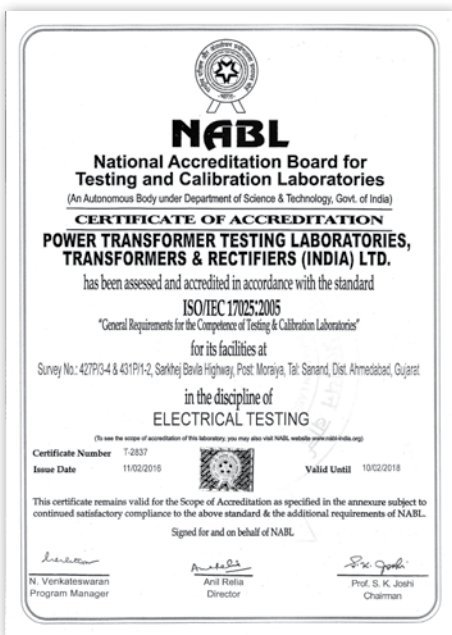 NABL
National Accreditation Board for
Testing and Calibration Laboratories
(An Autonomous Body under Department of Science & Technology, Govt. of India)
CERTIFICATE OF ACCREDITATION
POWER TRANSFORMER TESTING LABORATORIES,
TRANSFORMERS & RECTIFIERS (INDIA) LTD.
has been assessed and accredited in accordance with the standard
ISO/IEC 17025:2005
"General Requirements for the Competence of Testing & Calibration Laboratories"
for its facilities at
Survey No.: 427P/3-4 & 431P/1-2, Sarkhej Bavla Highway, Post: Moraiya, Tal: Sanand, Dist. Ahmedabad, Gujarat
in the discipline of
ELECTRICAL TESTING
(To see the scope of accreditation of this laboratory, you may also visit NABL website www.nabl-india.org)
Certificate Number T-2837
Issue Date 11/02/2016 Valid Until 10/02/2018
This certificate remains valid for the Scope of Accreditation as specified in the annexure subject to
continued satisfactory compliance to the above standard & the additional requirements of NABL.
Signed for and on behalf of NABL
N. Venkateswaran Anil Relia Prof. S. K. Joshi
Program Manager Director Chairman